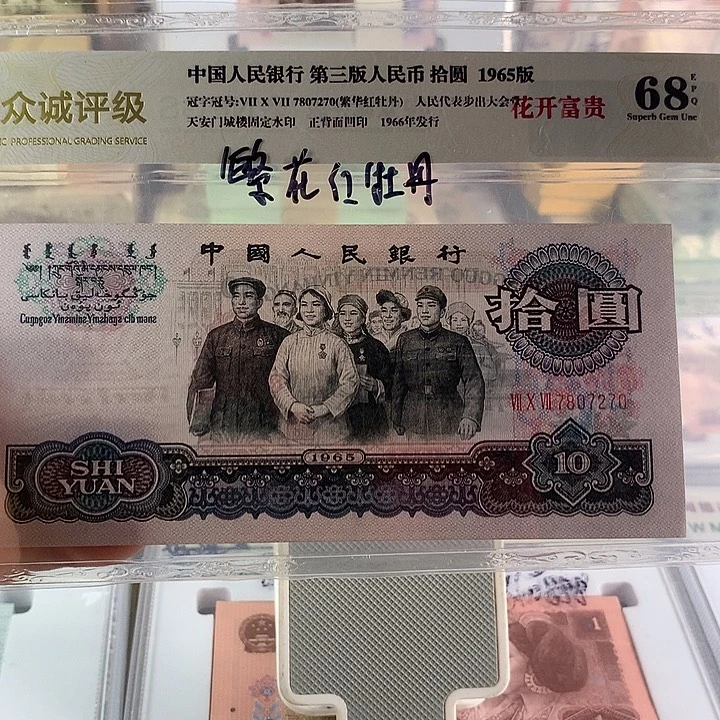 中国人民银行 第三版人民币 拾圆 1965版
众诚评级
PROFESSIONAL GRADING SERVICE
冠字冠号:VII X VII 7807270(繁华红牡丹) 人民代表步出大会
天安门城楼固定水印 正背面凹印 1966年发行
花开富贵
68
EPQ
Superb Gem Unc
花红牡丹
中國人民銀行
拾圓
VII X VII 7807270
1965
SHI
YUAN
10